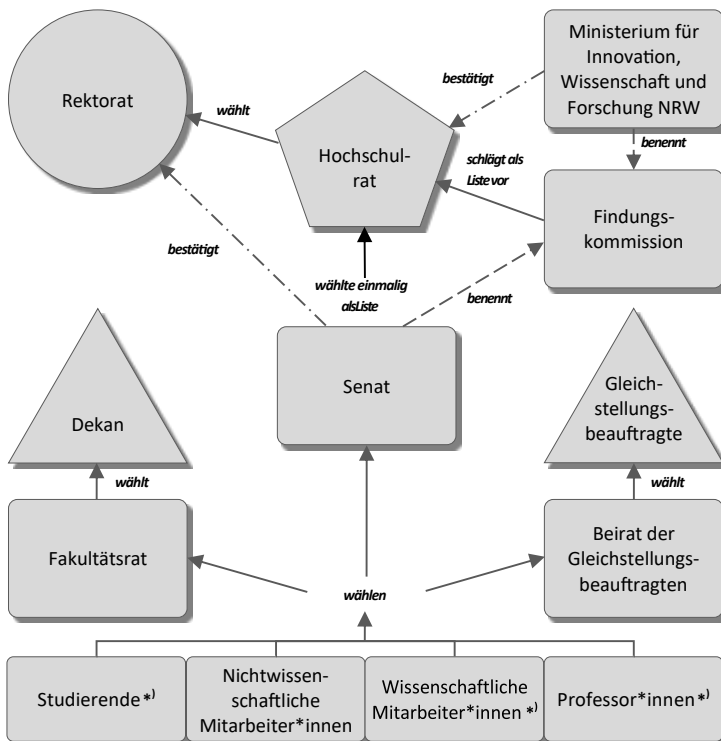 Ministerium für
Innovation,
Wissenschaft und
Forschung NRW
Rektorat
bestätigt
wählt
Hochschul-
rat
benennt
schlägt als
Liste vor
Findungs-
kommission
bestätigt
wählte einmalig
alsListe
benennt
Senat
Dekan
Gleich-
stellungs-
beauftragte
wählt
wählt
Fakultätsrat
Beirat der
Gleichstellungs-
beauftragten
wählen
Studierende *)
Nichtwissen-
schaftliche
Mitarbeiter*innen
Wissenschaftliche
Mitarbeiter*innen *)
Professor*innen *)